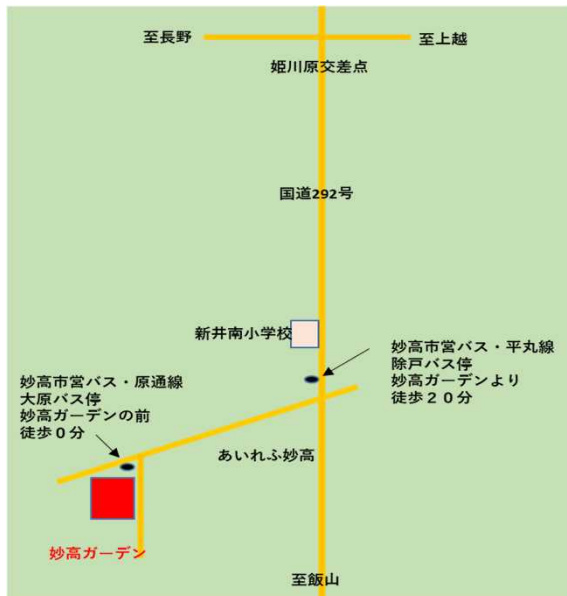 至長野
至上越
姫川原交差点
国道292号
新井南小学校
妙高市営バス・平丸線
除戸バス停
妙高ガーデンより
徒歩２０分
妙高市営バス・原通線
大原バス停
妙高ガーデンの前
徒歩０分
あいれふ妙高
妙高ガーデン
至飯山